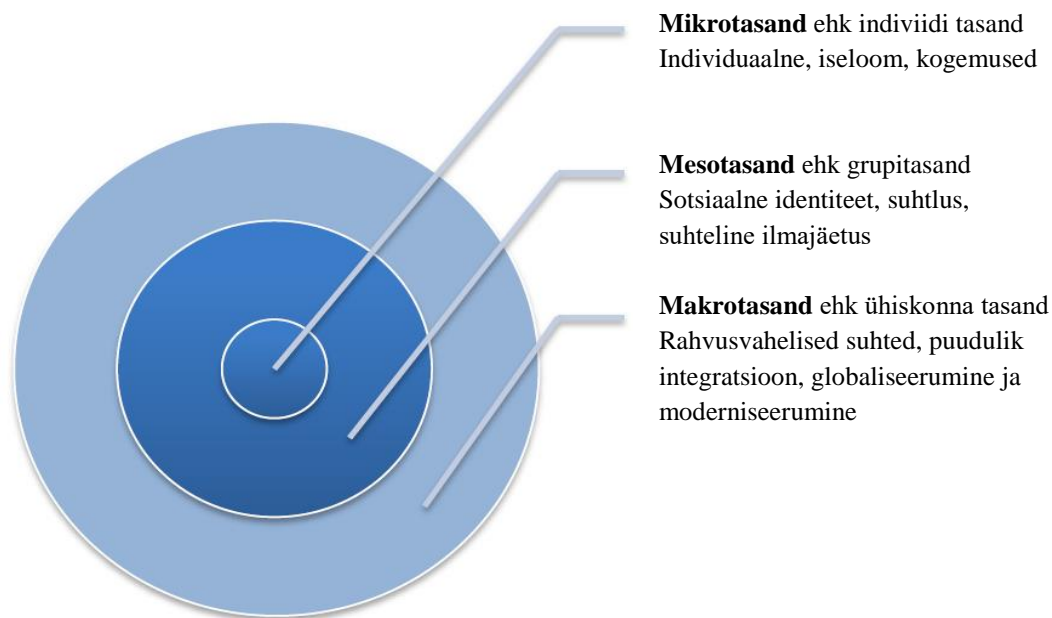 Mikrotasand ehk indiviidi tasand
Individuaalne, iseloom, kogemused
Mesotasand ehk grupitasand
Sotsiaalne identiteet, suhtlus,
suhteline ilmajäetus
Makrotasand ehk ühiskonna tasand
Rahvusvahelised suhted, puudulik
integratsioon, globaliseerumine ja
moderniseerumine